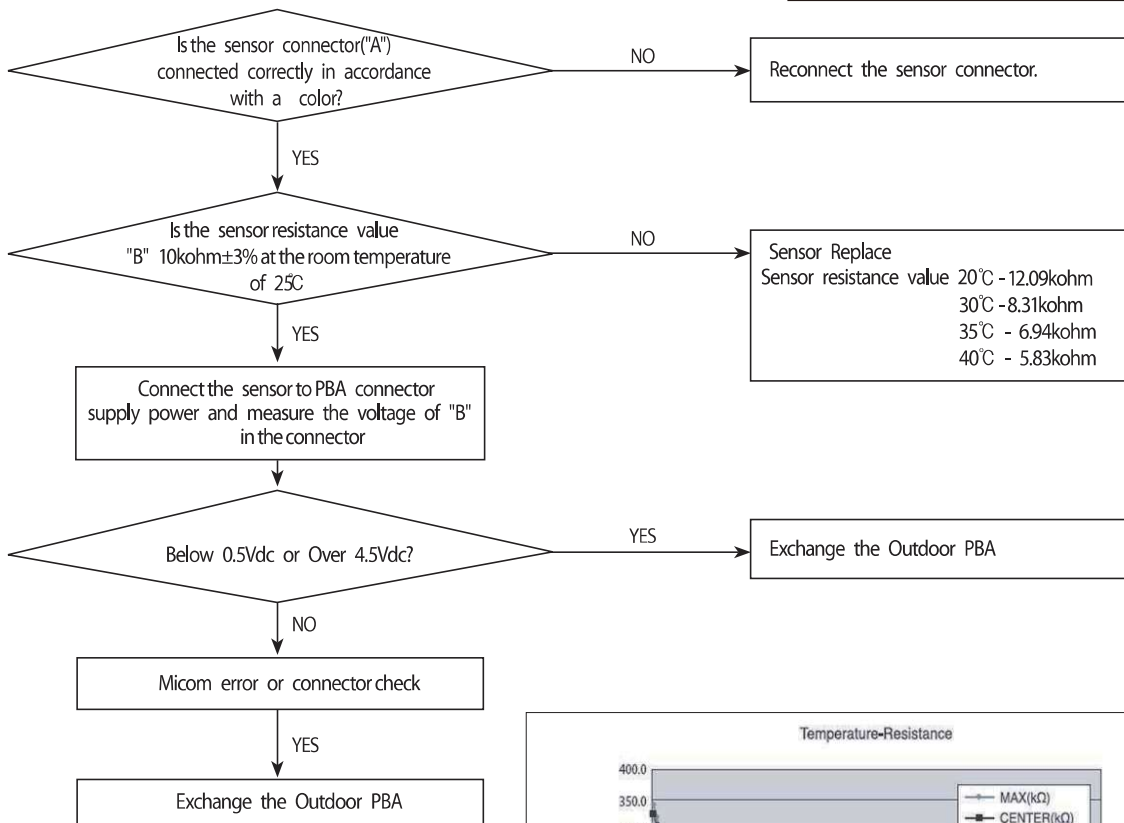 Is the sensor connector("A")
connected correctly in accordance
with a color?
NO
Reconnect the sensor connector.
YES
Is the sensor resistance value
"B" 10kohm±3% at the room temperature
of 25℃
NO
Sensor Replace
Sensor resistance value 20℃ -12.09kohm
30℃ -8.31kohm
35℃ - 6.94kohm
40℃ - 5.83kohm
YES
Connect the sensor to PBA connector
supply power and measure the voltage of "B"
in the connector
Below 0.5Vdc or Over 4.5Vdc?
YES
Exchange the Outdoor PBA
NO
Micom error or connector check
YES
Exchange the Outdoor PBA
Temperature-Resistance
400.0
350.0
MAX(kΩ)
CENTER(kΩ)